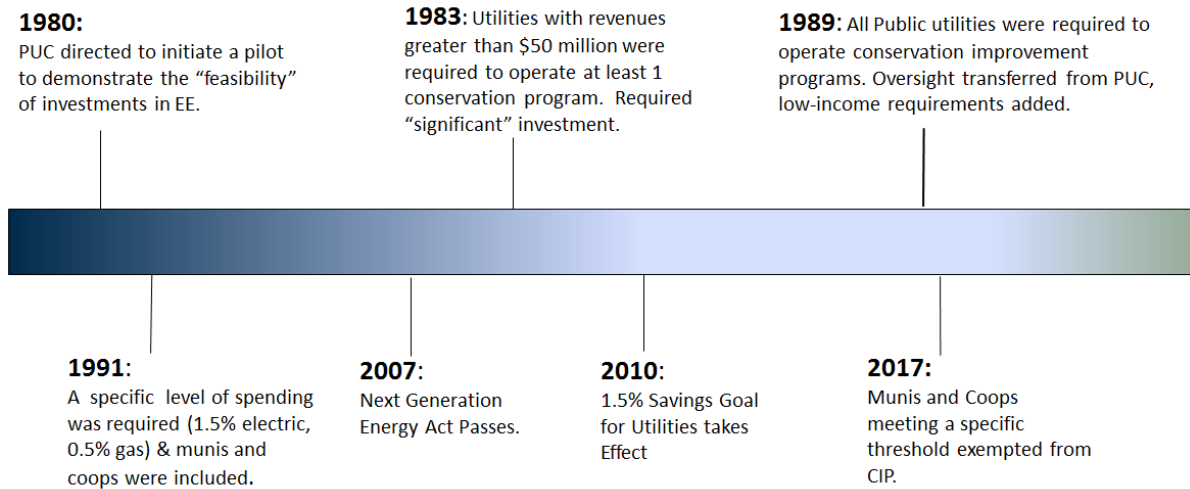 1980:
PUC directed to initiate a pilot
to demonstrate the “feasibility”
of investments in EE.
1983: Utilities with revenues
greater than $50 million were
required to operate at least 1
conservation program. Required
“significant” investment.
1989: All Public utilities were required to
operate conservation improvement
programs. Oversight transferred from PUC,
low-income requirements added.
1991:
A specific level of spending
was required (1.5% electric,
0.5% gas) & munis and
coops were included.
2007:
Next Generation
Energy Act Passes.
2010:
1.5% Savings Goal
for Utilities takes
Effect
2017:
Munis and Coops
meeting a specific
threshold exempted from
CIP.